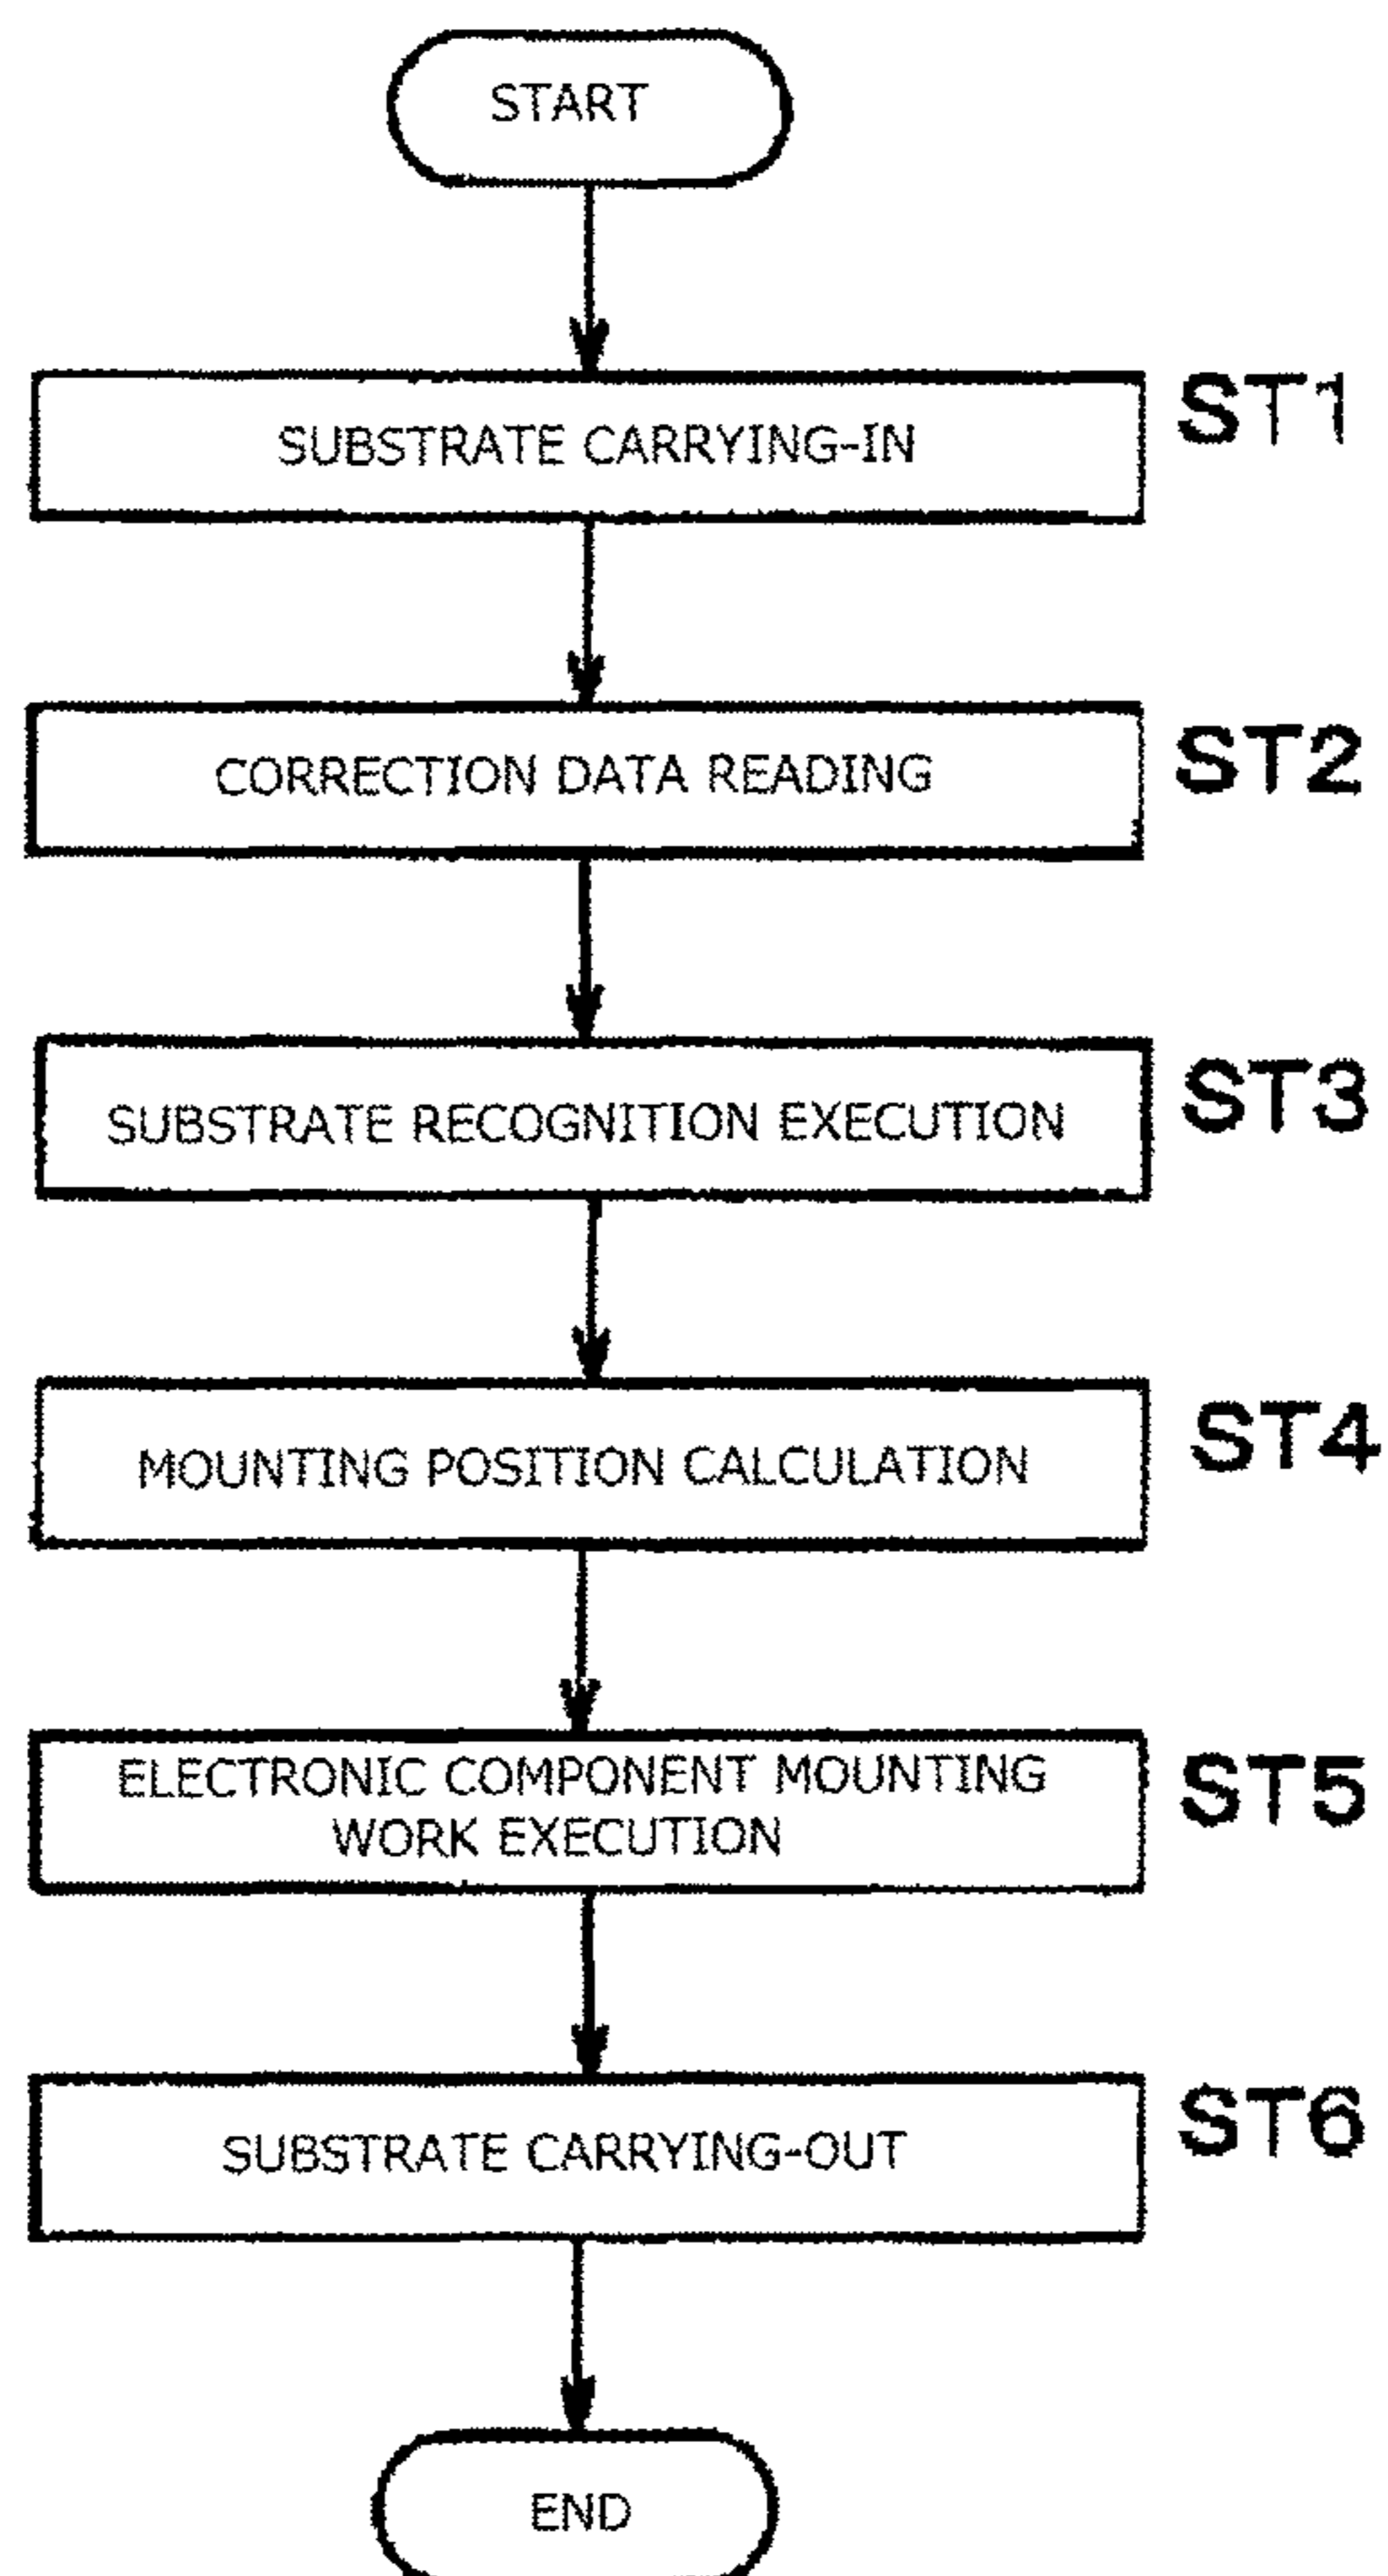 START
SUBSTRATE CARRYING-IN ST1
CORRECTION DATA READING ST2
SUBSTRATE RECOGNITION EXECUTION ST3
MOUNTING POSITION CALCULATION ST4
ELECTRONIC COMPONENT MOUNTING ST5
WORK EXECUTION
SUBSTRATE CARRYING-OUT ST6
END